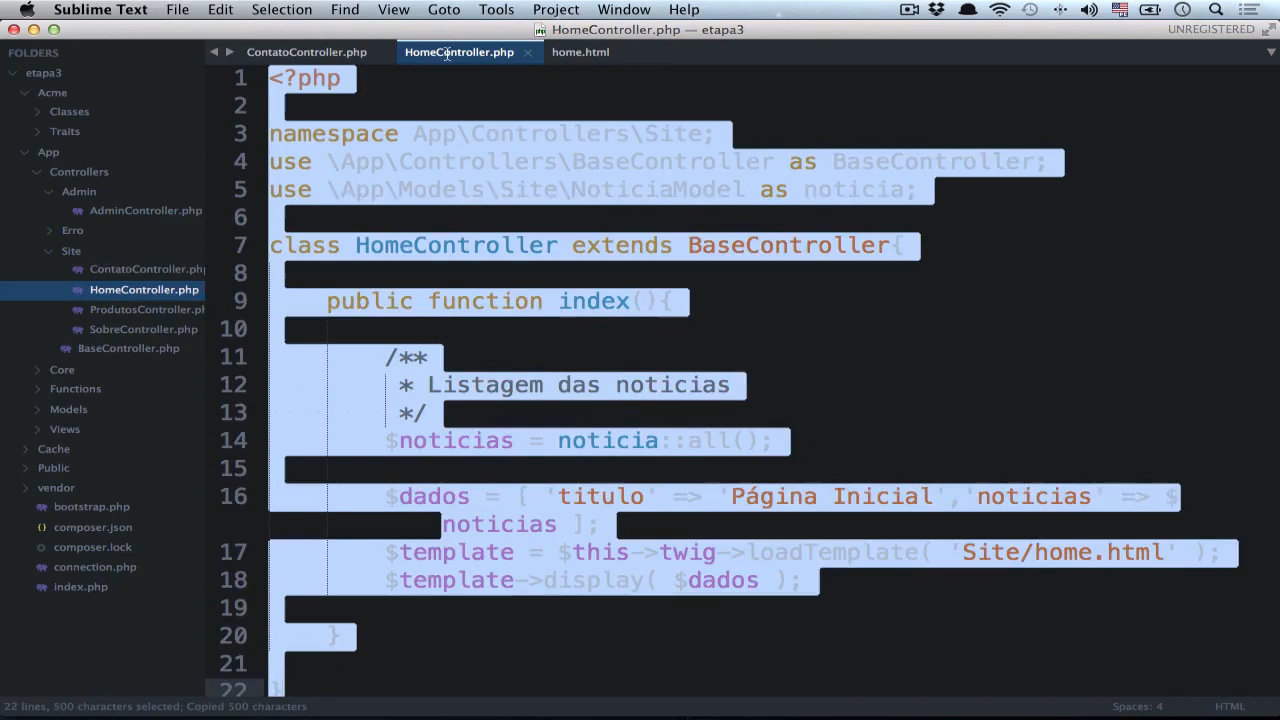 Sublime Text File Edit Selection Find View Goto Tools Project Window Help
HomeController.php — etapa3 UNREGISTERED
FOLDERS
etapa3
Acme
Classes
Traits
App
Controllers
Admin
AdminController.php
Erro
Site
ContatoController.php
HomeController.php
ProdutosController.ph
SobreController.php
BaseController.php
Core
Functions
Models
Views
Cache
Public
vendor
bootstrap.php
composer.json
composer.lock
connection.php
index.php
ContatoController.php HomeController.php × home.html
1 <?php
2
3 namespace App\Controllers\Site;
4 use \App\Controllers\BaseController as BaseController;
5 use \App\Models\Site\NoticiaModel as noticia;
6
7 class HomeController extends BaseController{
8
9 public function index(){
10
11 /**
12 * Listagem das noticias
13 */
14 $noticias = noticia::all();
15
16 $dados = [ 'titulo' => 'Página Inicial','noticias' => $
noticias ];
17 $template = $this->twig->loadTemplate( 'Site/home.html' );
18 $template->display( $dados );
19
20 }
21
22 }
22 lines, 500 characters selected; Copied 500 characters Spaces: 4 HTML